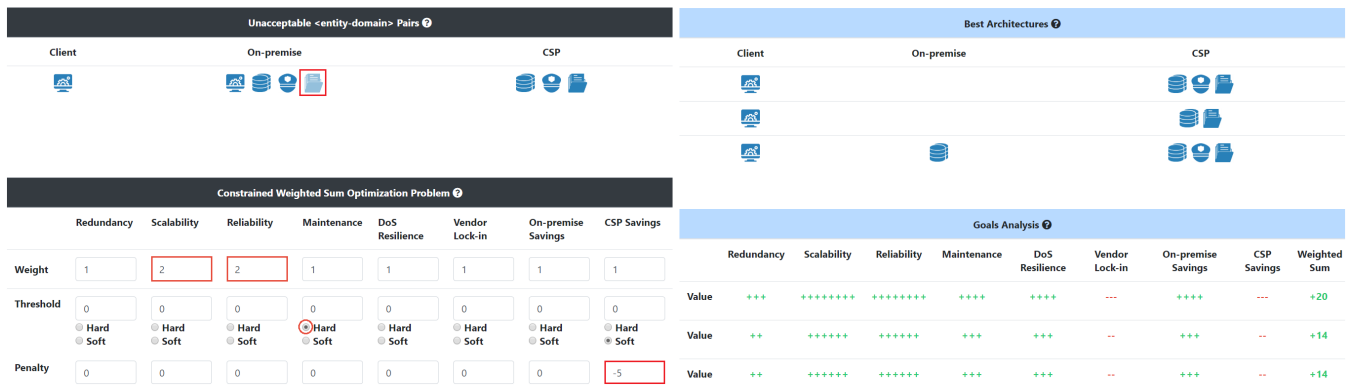 Unacceptable <entity-domain> Pairs ?
Client On-premise CSP
Constrained Weighted Sum Optimization Problem ?
Redundancy Scalability Reliability Maintenance DoS Resilience Vendor Lock-in On-premise Savings CSP Savings
Weight 1 2 2 1 1 1 1 1
Threshold 0 0 0 0 0 0 0 0
Hard Hard Hard Hard Hard Hard Hard Hard
Soft Soft Soft Soft Soft Soft Soft Soft
Penalty 0 0 0 0 0 0 0 -5
Best Architectures ?
Client On-premise CSP
Goals Analysis ?
Redundancy Scalability Reliability Maintenance DoS Resilience Vendor Lock-in On-premise Savings CSP Savings Weighted Sum
Value +++ ++++++++ ++++++++ ++++ ++++ --- ++++ --- +20
Value ++ ++++++ ++++++ +++ +++ -- +++ -- +14
Value ++ ++++++ ++++++ +++ +++ -- +++ -- +14